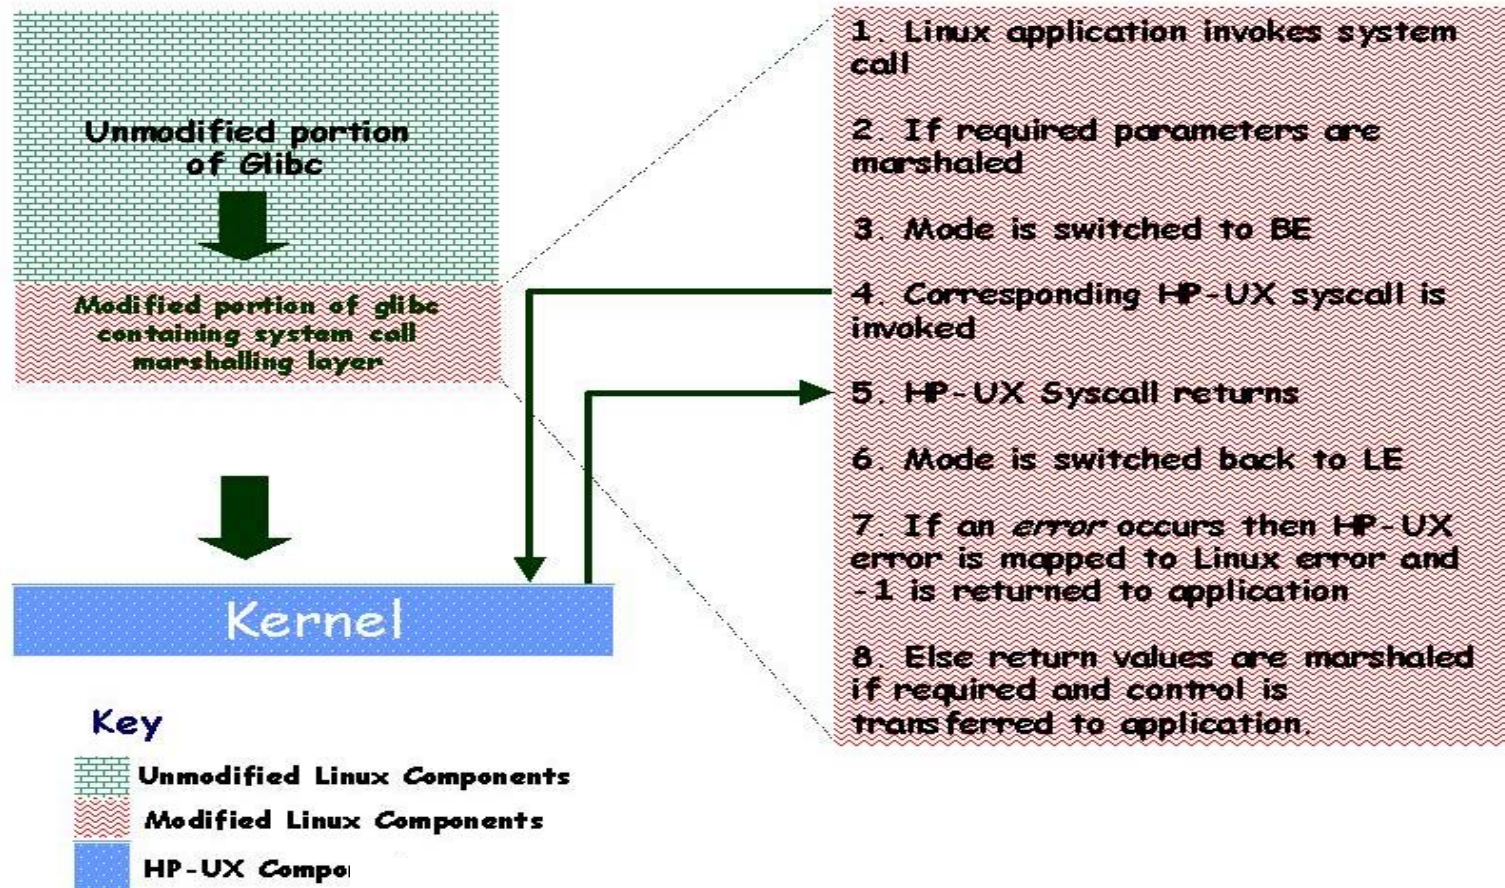 Unmodified portion
of Glibc
Modified portion of glibc
containing system call
marshalling layer
Kernel
1. Linux application invokes system
call
2. If required parameters are
marshaled
3. Mode is switched to BE
4. Corresponding HP-UX syscall is
invoked
5. HP-UX Syscall returns
6. Mode is switched back to LE
7. If an error occurs then HP-UX
error is mapped to Linux error and
-1 is returned to application
8. Else return values are marshaled
if required and control is
transferred to application.
Key
Unmodified Linux Components
Modified Linux Components
HP-UX